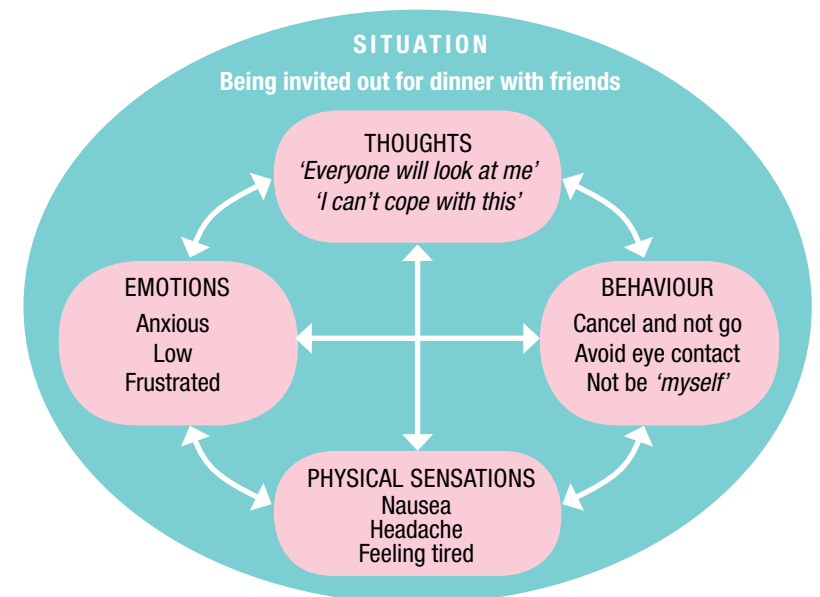 SITUATION
Being invited out for dinner with friends
THOUGHTS
‘Everyone will look at me’
‘I can’t cope with this’
EMOTIONS
Anxious
Low
Frustrated
BEHAVIOUR
Cancel and not go
Avoid eye contact
Not be ‘myself’
PHYSICAL SENSATIONS
Nausea
Headache
Feeling tired